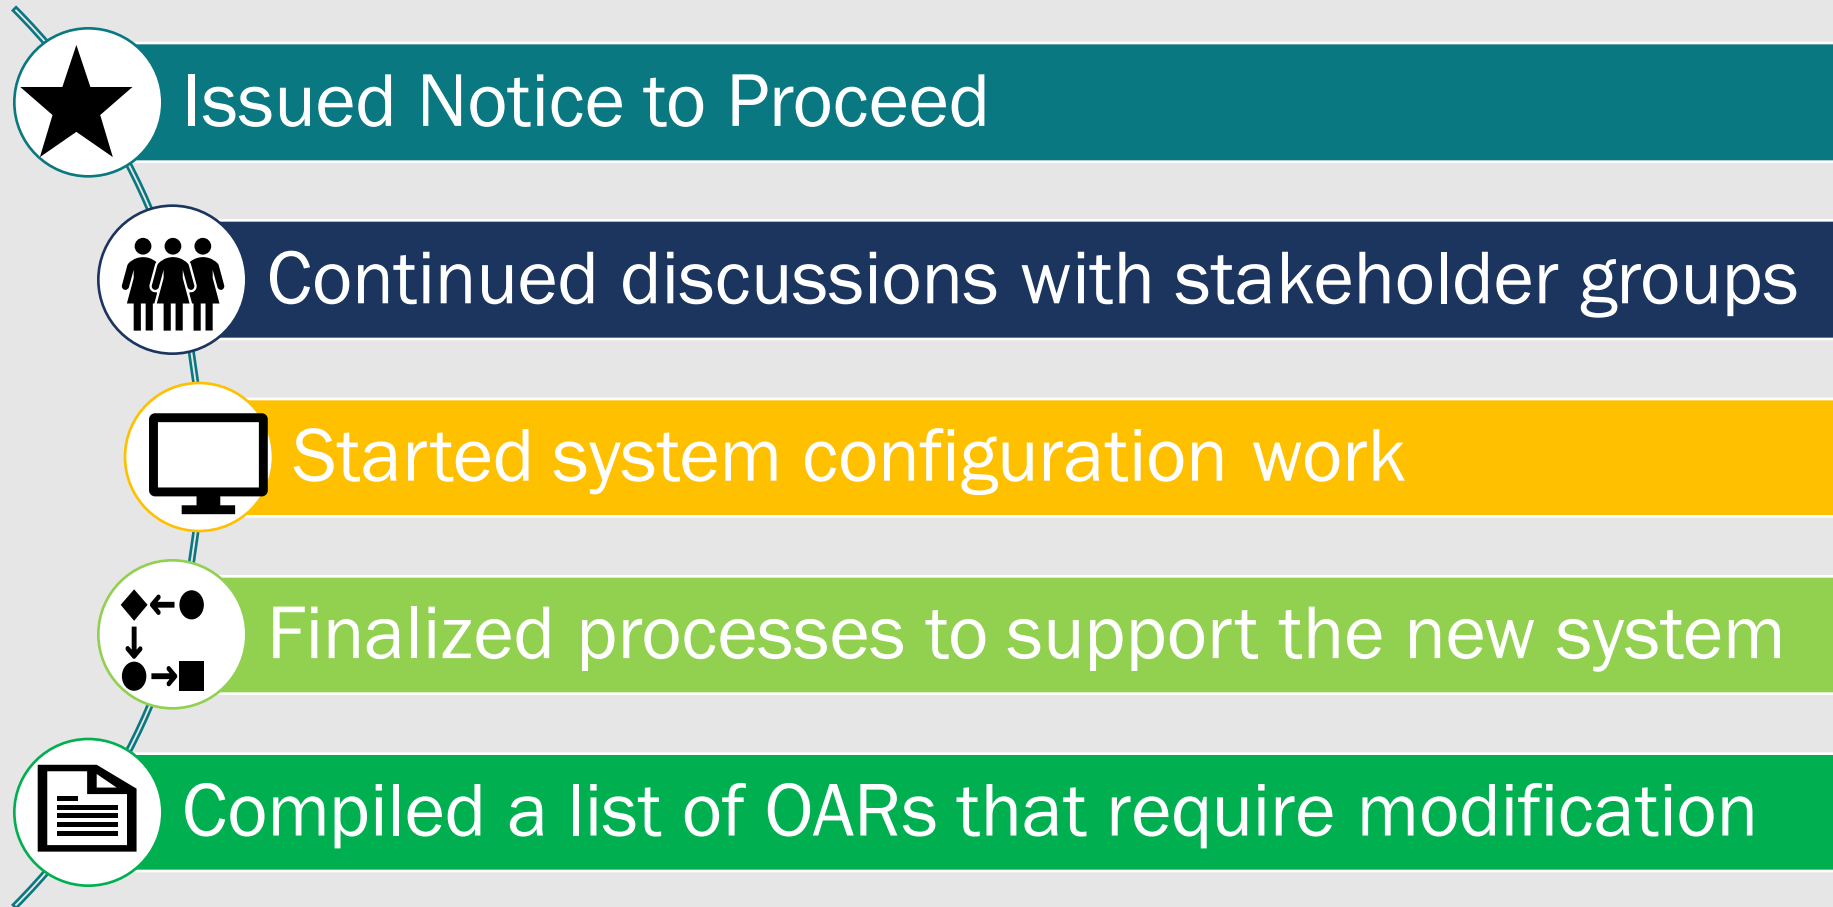 Issued Notice to Proceed
Continued discussions with stakeholder groups
Started system configuration work
Finalized processes to support the new system
Compiled a list of OARs that require modification